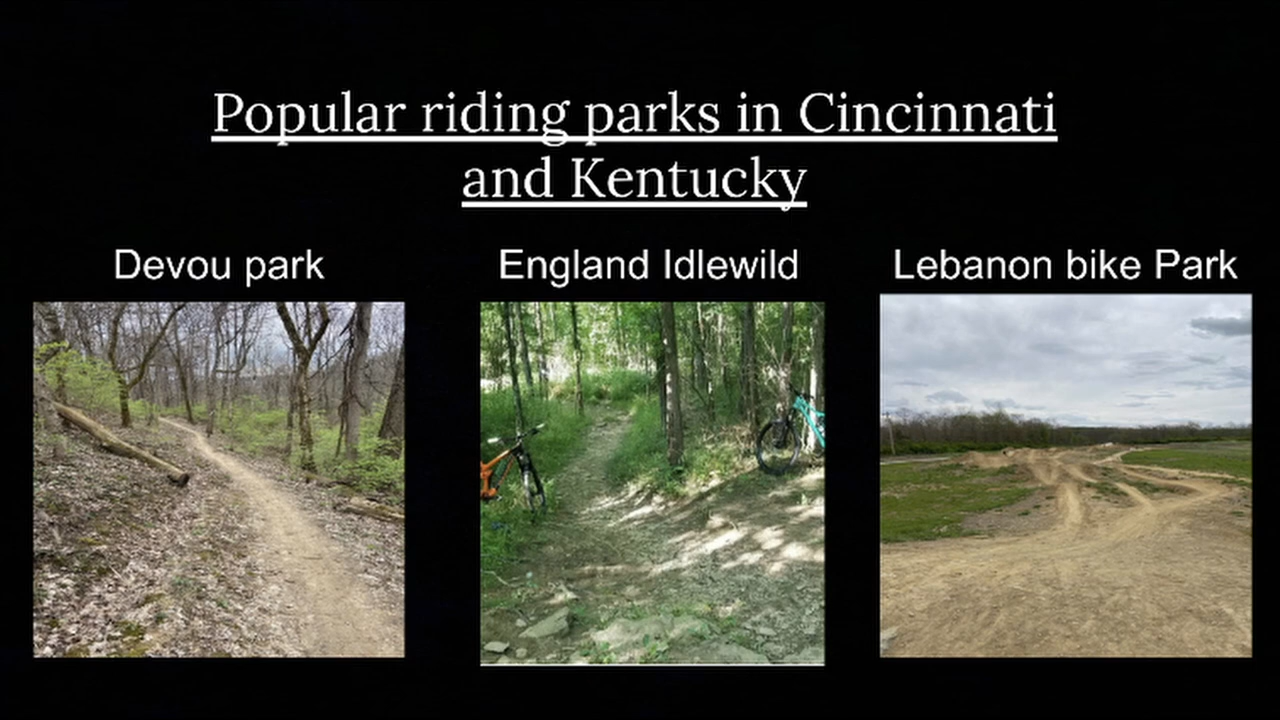 Popular riding parks in Cincinnati
and Kentucky
Devou park
England Idlewild
Lebanon bike Park